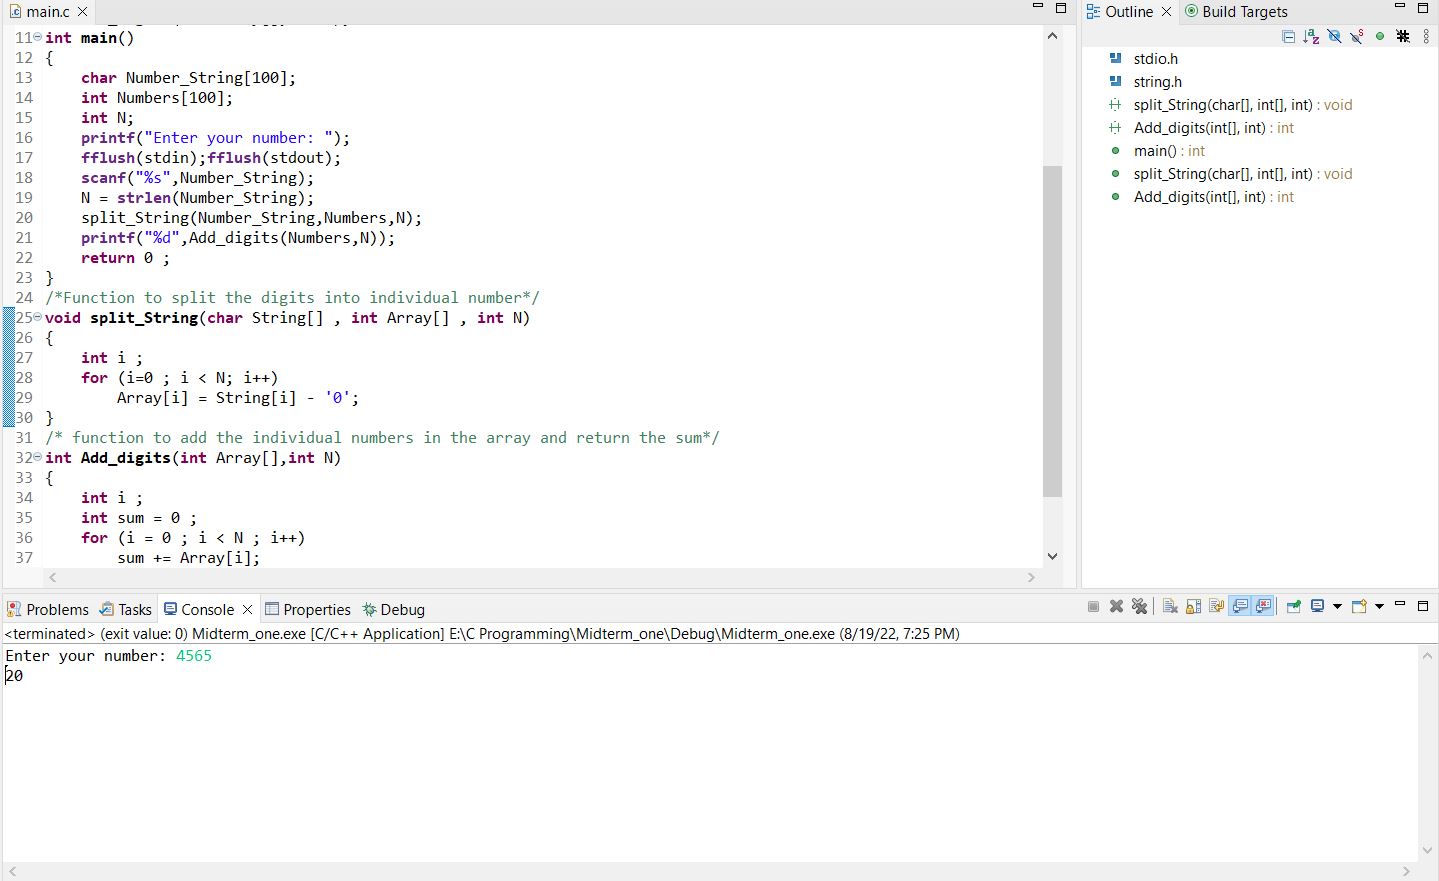 main.c
11 int main()
12 {
13 char Number_String[100];
14 int Numbers[100];
15 int N;
16 printf("Enter your number: ");
17 fflush(stdin);fflush(stdout);
18 scanf("%s",Number_String);
19 N = strlen(Number_String);
20 split_String(Number_String,Numbers,N);
21 printf("%d",Add_digits(Numbers,N));
22 return 0 ;
23 }
24 /*Function to split the digits into individual number*/
25 void split_String(char String[] , int Array[] , int N)
26 {
27 int i ;
28 for (i=0 ; i < N; i++)
29 Array[i] = String[i] - '0';
30 }
31 /* function to add the individual numbers in the array and return the sum*/
32 int Add_digits(int Array[],int N)
33 {
34 int i ;
35 int sum = 0 ;
36 for (i = 0 ; i < N ; i++)
37 sum += Array[i];
Outline Build Targets
stdio.h
string.h
split_String(char[], int[], int) : void
Add_digits(int[], int) : int
main() : int
split_String(char[], int[], int) : void
Add_digits(int[], int) : int
Problems Tasks Console Properties Debug
<terminated> (exit value: 0) Midterm_one.exe [C/C++ Application] E:\C Programming\Midterm_one\Debug\Midterm_one.exe (8/19/22, 7:25 PM)
Enter your number: 4565
20